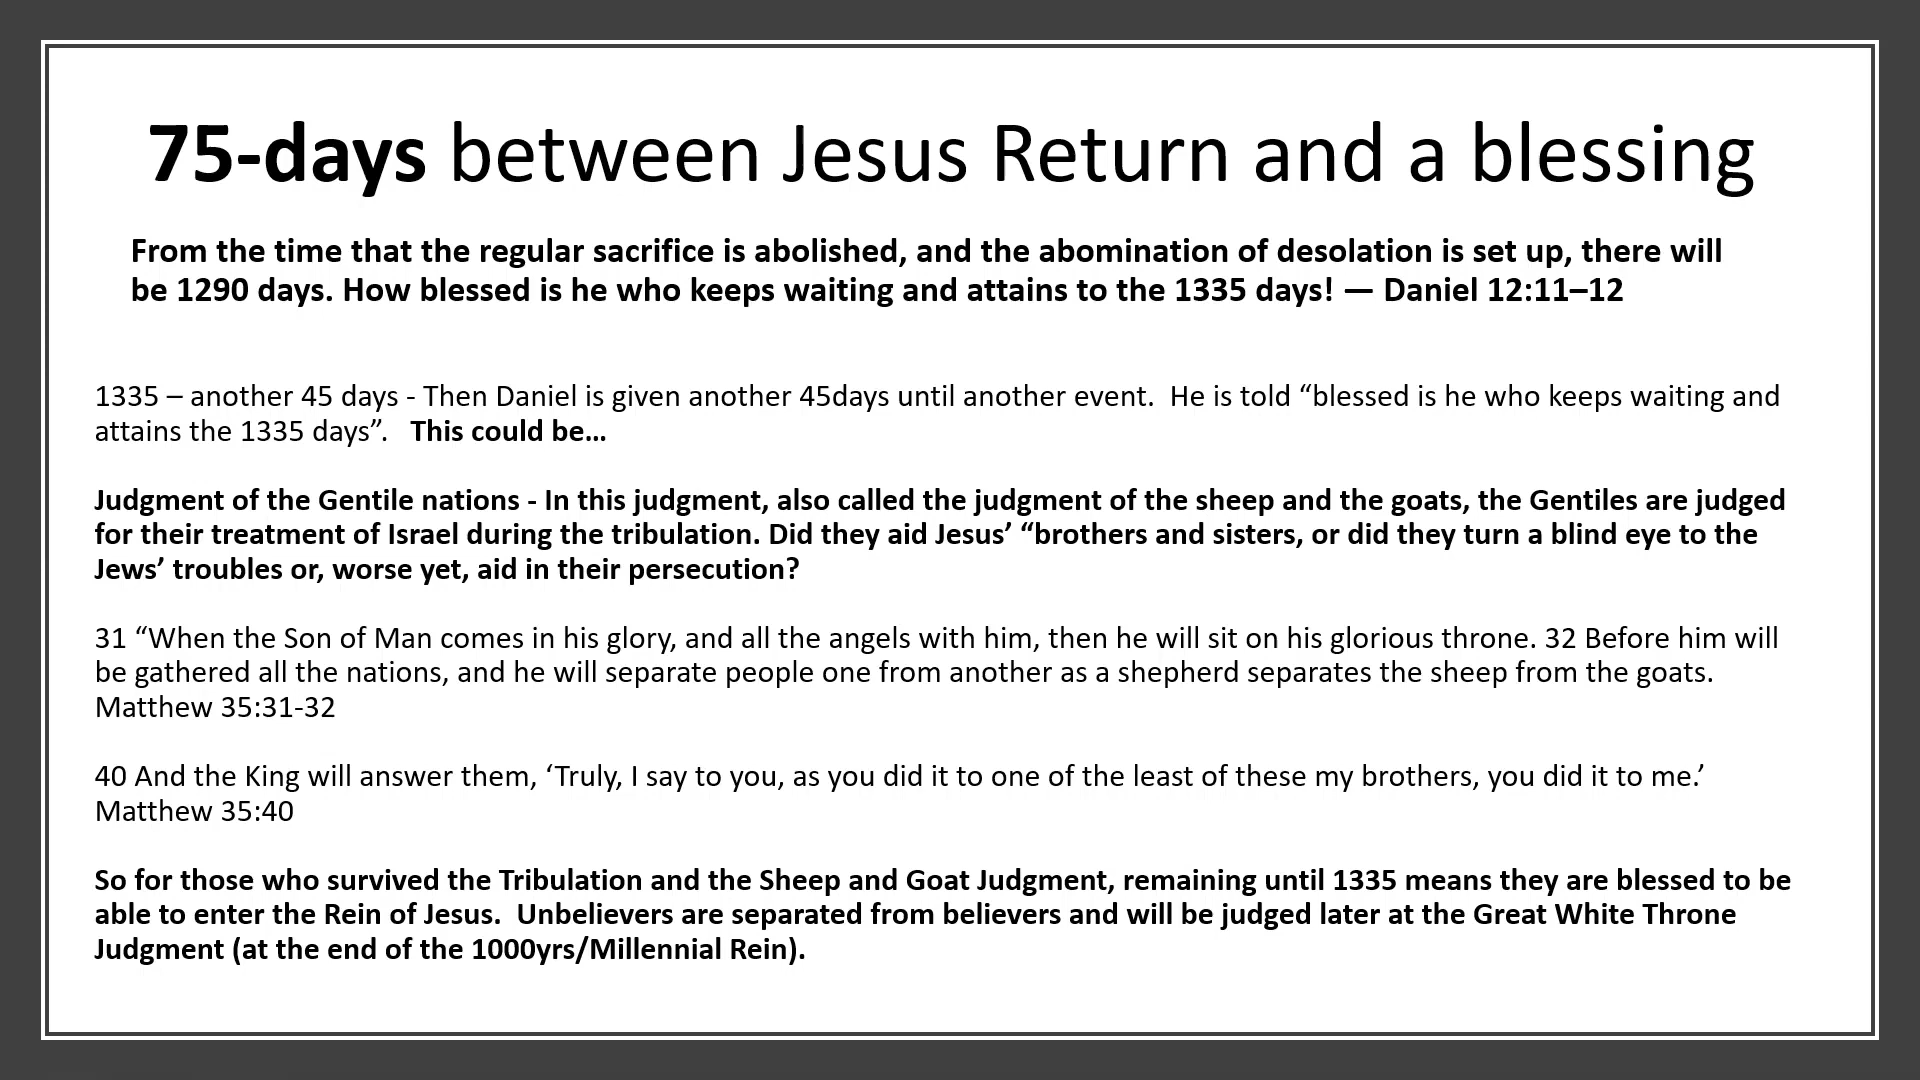 75-days between Jesus Return and a blessing
From the time that the regular sacrifice is abolished, and the abomination of desolation is set up, there will
be 1290 days. How blessed is he who keeps waiting and attains to the 1335 days! — Daniel 12:11–12
1335 – another 45 days - Then Daniel is given another 45days until another event.  He is told “blessed is he who keeps waiting and
attains the 1335 days”.   This could be…
Judgment of the Gentile nations - In this judgment, also called the judgment of the sheep and the goats, the Gentiles are judged
for their treatment of Israel during the tribulation. Did they aid Jesus’ “brothers and sisters, or did they turn a blind eye to the
Jews’ troubles or, worse yet, aid in their persecution?
31 “When the Son of Man comes in his glory, and all the angels with him, then he will sit on his glorious throne. 32 Before him will
be gathered all the nations, and he will separate people one from another as a shepherd separates the sheep from the goats.
Matthew 35:31-32
40 And the King will answer them, ‘Truly, I say to you, as you did it to one of the least of these my brothers, you did it to me.’
Matthew 35:40
So for those who survived the Tribulation and the Sheep and Goat Judgment, remaining until 1335 means they are blessed to be
able to enter the Rein of Jesus.  Unbelievers are separated from believers and will be judged later at the Great White Throne
Judgment (at the end of the 1000yrs/Millennial Rein).